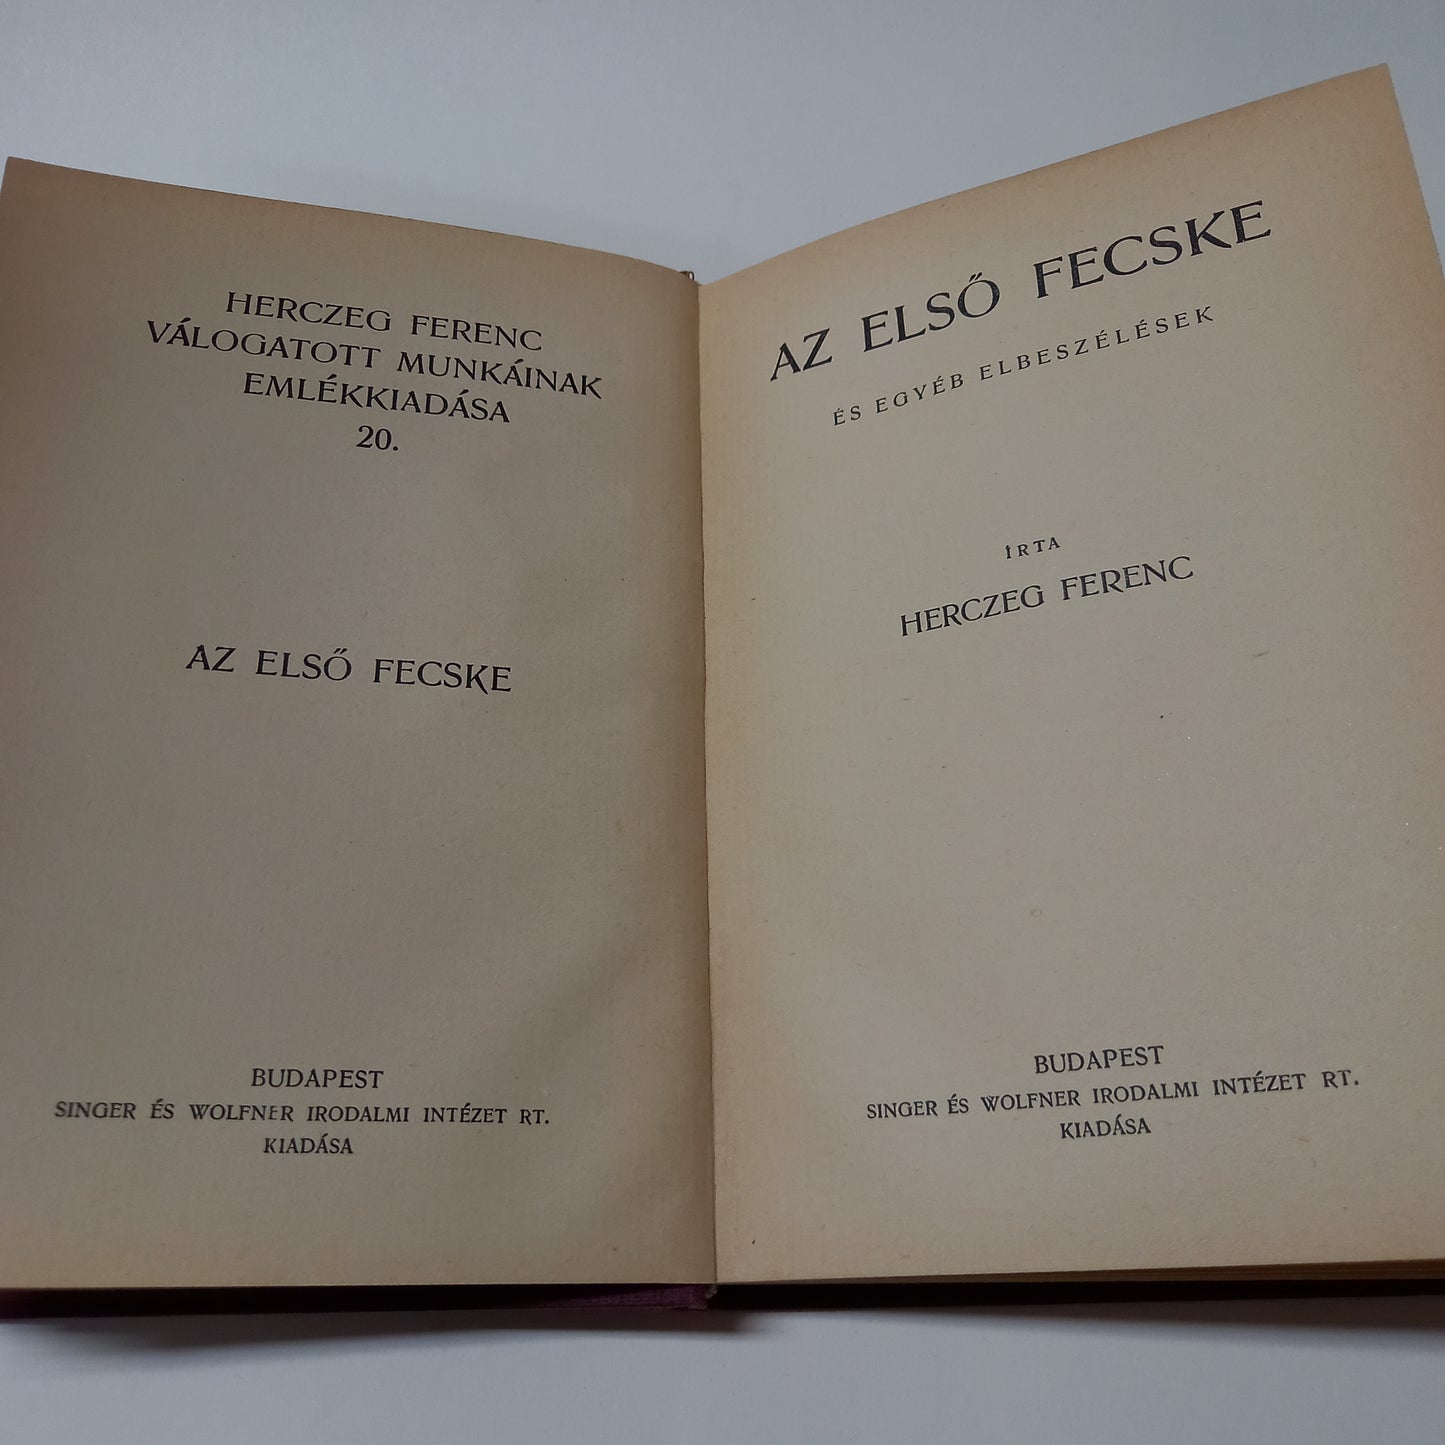 HERCZEG FERENC
VÁLOGATOTT MUNKÁINAK
EMLÉKKIADÁSA
20.
AZ ELSŐ FECSKE
BUDAPEST
SINGER ÉS WOLFNER IRODALMI INTÉZET RT.
KIADÁSA
AZ ELSŐ FECSKE
ÉS EGYÉB ELBESZÉLÉSEK
ÍRTA
HERCZEG FERENC
BUDAPEST
SINGER ÉS WOLFNER IRODALMI INTÉZET RT.
KIADÁSA